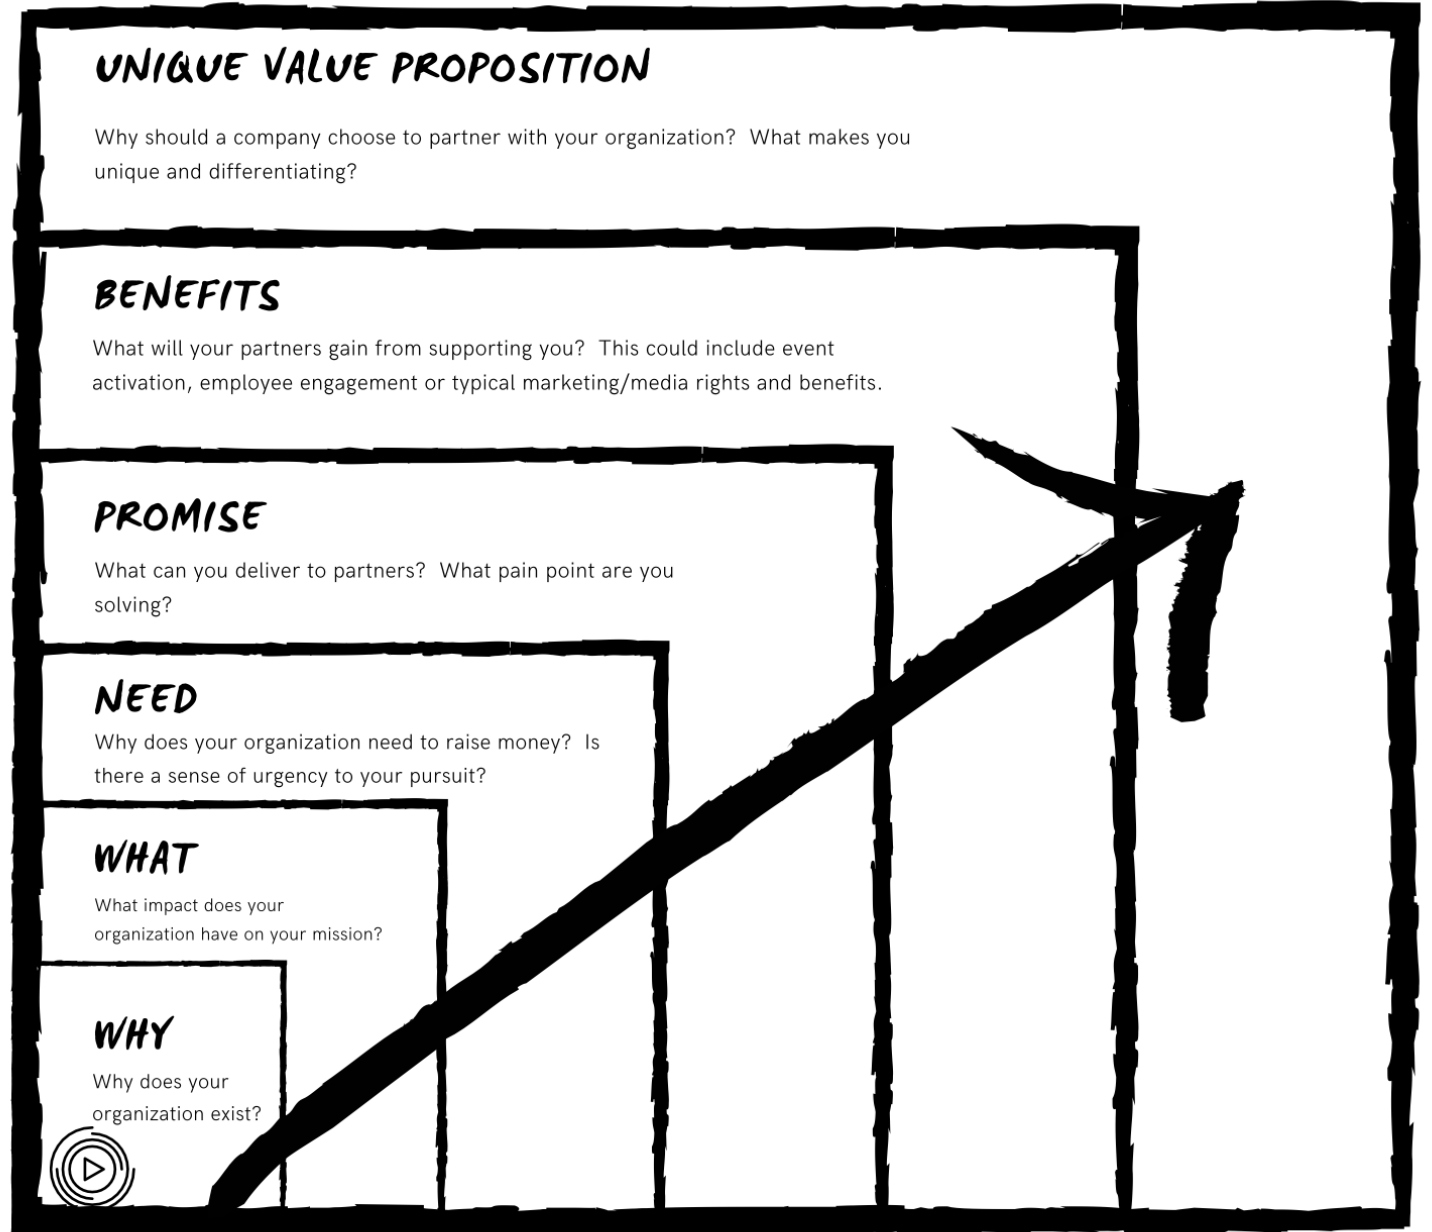 UNIQUE VALUE PROPOSITION
Why should a company choose to partner with your organization?  What makes you
unique and differentiating?
BENEFITS
What will your partners gain from supporting you?  This could include event
activation, employee engagement or typical marketing/media rights and benefits.
PROMISE
What can you deliver to partners?  What pain point are you
solving?
NEED
Why does your organization need to raise money?  Is
there a sense of urgency to your pursuit?
WHAT
What impact does your
organization have on your mission?
WHY
Why does your
organization exist?